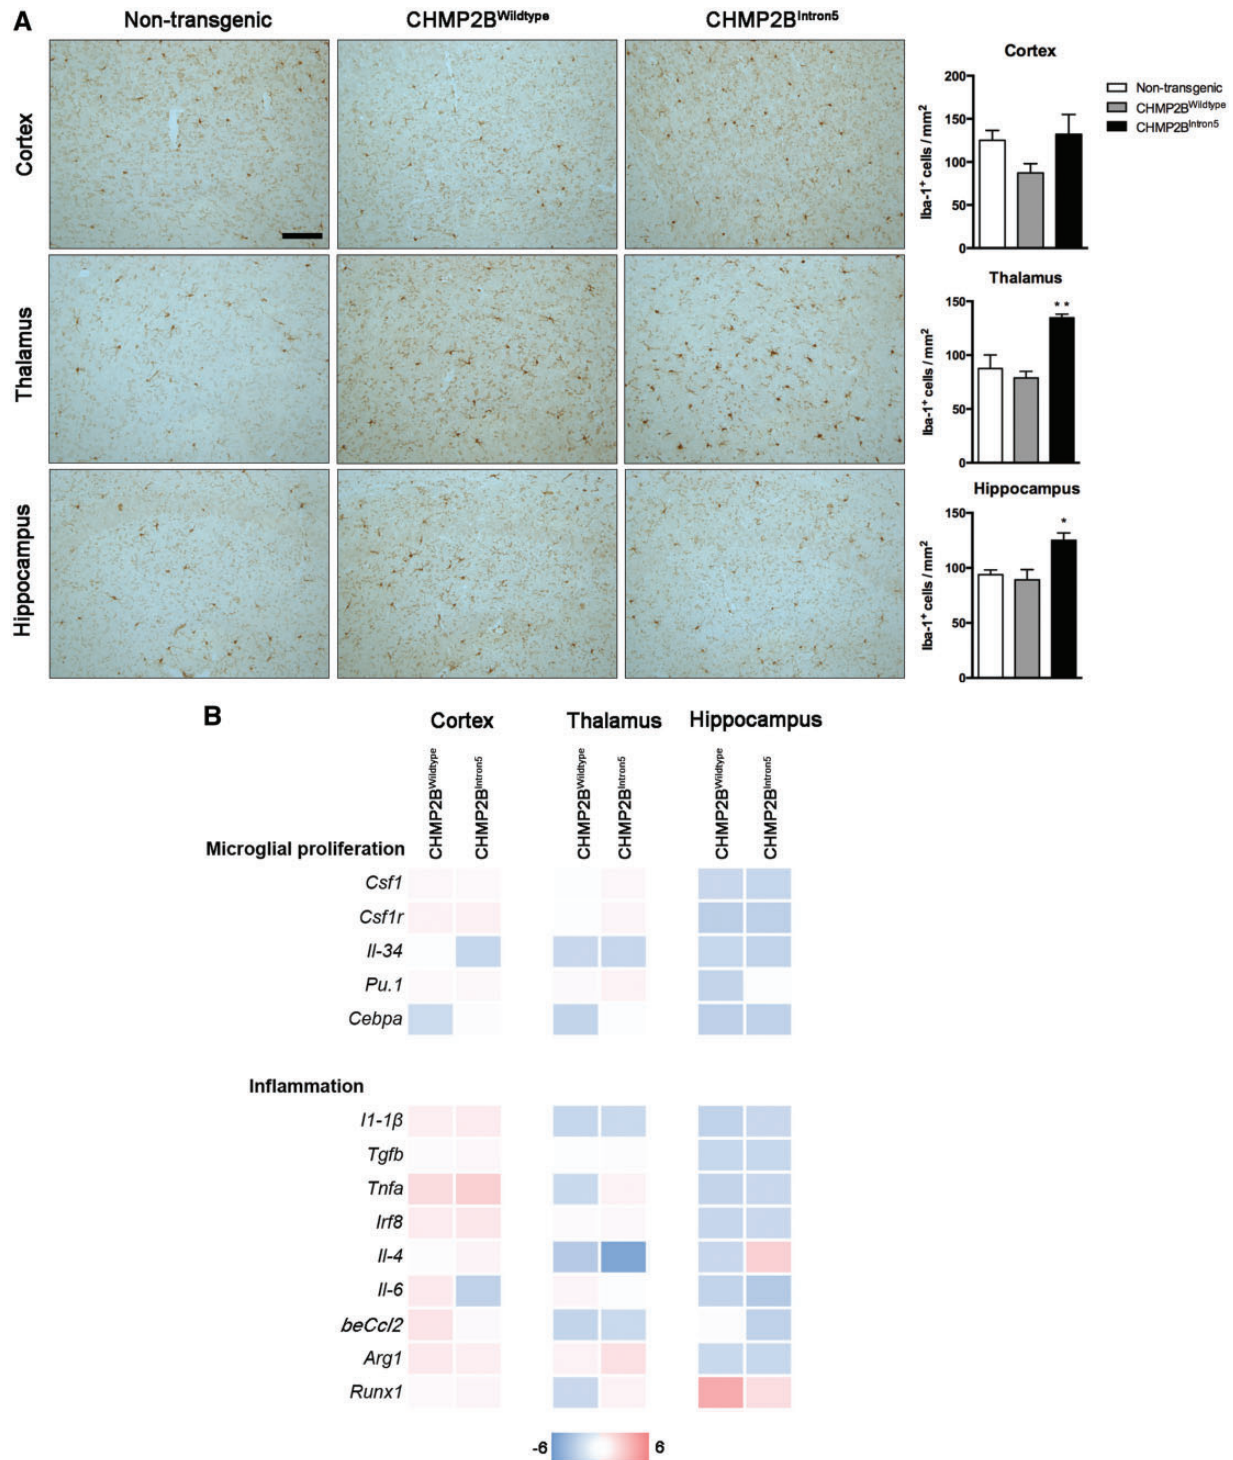 A
Non-transgenic
CHMP2BWildtype
CHMP2BIntron5
Cortex
Thalamus
Hippocampus
Cortex
Iba-1+ cells / mm2
200
150
100
50
0
Non-transgenic
CHMP2BWildtype
CHMP2BIntron5
Thalamus
Iba-1+ cells / mm2
150
100
50
0
**
Hippocampus
Iba-1+ cells / mm2
150
100
50
0
*
B
Cortex Thalamus Hippocampus
CHMP2BWildtype CHMP2BIntron5 CHMP2BWildtype CHMP2BIntron5 CHMP2BWildtype CHMP2BIntron5
Microglial proliferation
Csf1
Csf1r
Il-34
Pu.1
Cebpa
Inflammation
I1-1β
Tgfb
Tnfa
Irf8
Il-4
Il-6
beCcl2
Arg1
Runx1
-6 6